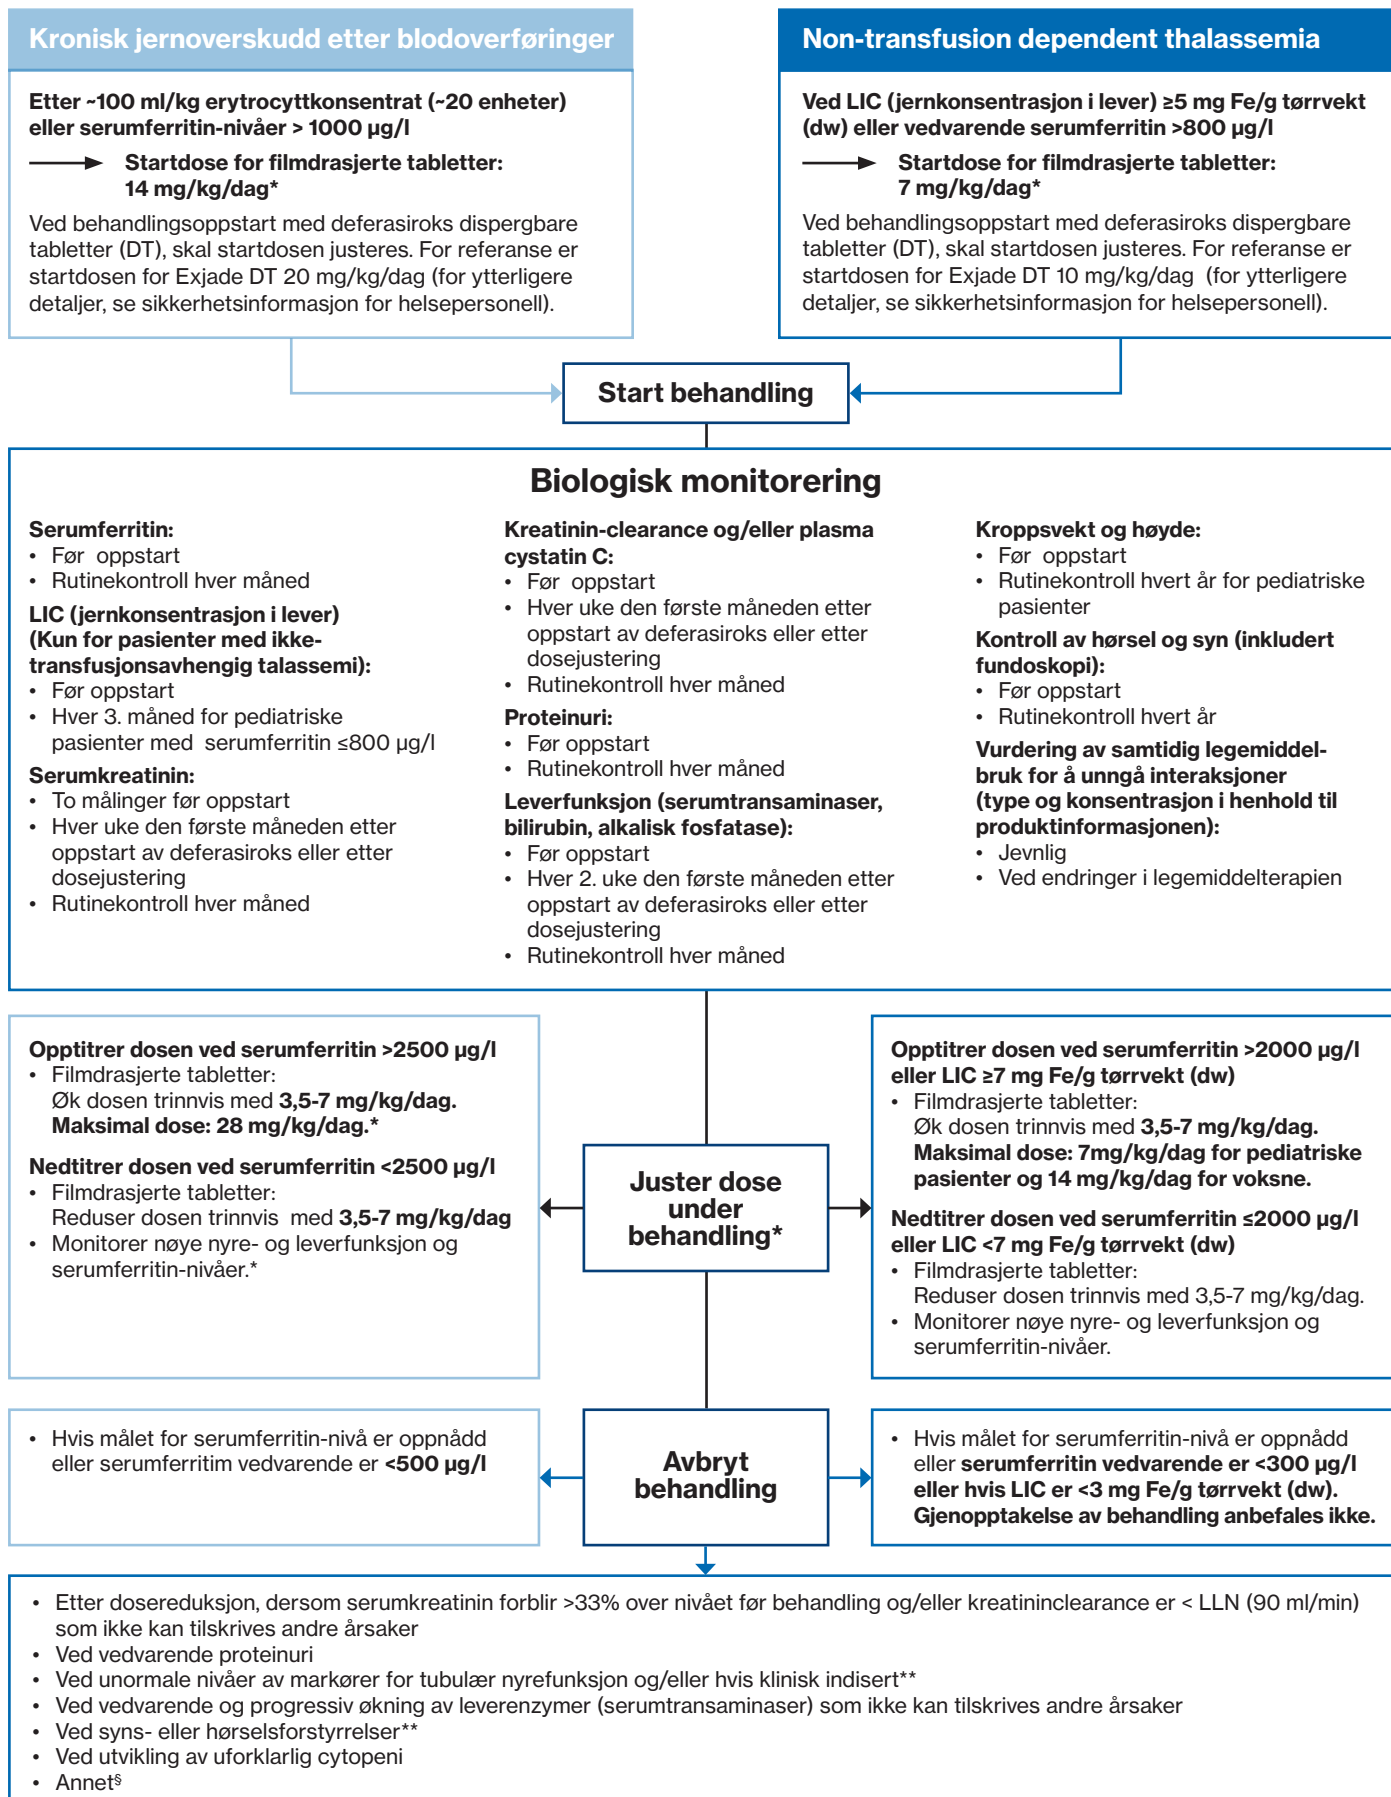 Kronisk jernoverskudd etter blodoverføringer
Etter ~100 ml/kg erytrocyttkonsentrat (~20 enheter)
eller serumferritin-nivåer > 1000 µg/l
Startdose for filmdrasjerte tabletter:
14 mg/kg/dag*
Ved behandlingsoppstart med deferasiroks dispergbare
tabletter (DT), skal startdosen justeres. For referanse er
startdosen for Exjade DT 20 mg/kg/dag (for ytterligere
detaljer, se sikkerhetsinformasjon for helsepersonell).
Non-transfusion dependent thalassemia
Ved LIC (jernkonsentrasjon i lever) ≥5 mg Fe/g tørrvekt
(dw) eller vedvarende serumferritin >800 µg/l
Startdose for filmdrasjerte tabletter:
7 mg/kg/dag*
Ved behandlingsoppstart med deferasiroks dispergbare
tabletter (DT), skal startdosen justeres. For referanse er
startdosen for Exjade DT 10 mg/kg/dag (for ytterligere
detaljer, se sikkerhetsinformasjon for helsepersonell).
Start behandling
Biologisk monitorering
Serumferritin:
• Før oppstart
• Rutinekontroll hver måned
LIC (jernkonsentrasjon i lever)
(Kun for pasienter med ikke-
transfusjonsavhengig talassemi):
• Før oppstart
• Hver 3. måned for pediatriske
pasienter med serumferritin ≤800 µg/l
Serumkreatinin:
• To målinger før oppstart
• Hver uke den første måneden etter
oppstart av deferasiroks eller etter
dosejustering
• Rutinekontroll hver måned
Kreatinin-clearance og/eller plasma
cystatin C:
• Før oppstart
• Hver uke den første måneden etter
oppstart av deferasiroks eller etter
dosejustering
• Rutinekontroll hver måned
Proteinuri:
• Før oppstart
• Rutinekontroll hver måned
Leverfunksjon (serumtransaminaser,
bilirubin, alkalisk fosfatase):
• Før oppstart
• Hver 2. uke den første måneden etter
oppstart av deferasiroks eller etter
dosejustering
• Rutinekontroll hver måned
Kroppsvekt og høyde:
• Før oppstart
• Rutinekontroll hvert år for pediatriske
pasienter
Kontroll av hørsel og syn (inkludert
fundoskopi):
• Før oppstart
• Rutinekontroll hvert år
Vurdering av samtidig legemiddel-
bruk for å unngå interaksjoner
(type og konsentrasjon i henhold til
produktinformasjonen):
• Jevnlig
• Ved endringer i legemiddelterapien
Opptitrer dosen ved serumferritin >2500 µg/l
• Filmdrasjerte tabletter:
Øk dosen trinnvis med 3,5-7 mg/kg/dag.
Maksimal dose: 28 mg/kg/dag.*
Nedtitrer dosen ved serumferritin <2500 µg/l
• Filmdrasjerte tabletter:
Reduser dosen trinnvis med 3,5-7 mg/kg/dag
• Monitorer nøye nyre- og leverfunksjon og
serumferritin-nivåer.*
Juster dose
under
behandling*
Opptitrer dosen ved serumferritin >2000 µg/l
eller LIC ≥7 mg Fe/g tørrvekt (dw)
• Filmdrasjerte tabletter:
Øk dosen trinnvis med 3,5-7 mg/kg/dag.
Maksimal dose: 7mg/kg/dag for pediatriske
pasienter og 14 mg/kg/dag for voksne.
Nedtitrer dosen ved serumferritin ≤2000 µg/l
eller LIC <7 mg Fe/g tørrvekt (dw)
• Filmdrasjerte tabletter:
Reduser dosen trinnvis med 3,5-7 mg/kg/dag.
• Monitorer nøye nyre- og leverfunksjon og
serumferritin-nivåer.
• Hvis målet for serumferritin-nivå er oppnådd
eller serumferritim vedvarende er <500 µg/l
Avbryt
behandling
• Hvis målet for serumferritin-nivå er oppnådd
eller serumferritin vedvarende er <300 µg/l
eller hvis LIC er <3 mg Fe/g tørrvekt (dw).
Gjenopptakelse av behandling anbefales ikke.
• Etter dosereduksjon, dersom serumkreatinin forblir >33% over nivået før behandling og/eller kreatininclearance er < LLN (90 ml/min)
som ikke kan tilskrives andre årsaker
• Ved vedvarende proteinuri
• Ved unormale nivåer av markører for tubulær nyrefunksjon og/eller hvis klinisk indisert**
• Ved vedvarende og progressiv økning av leverenzymer (serumtransaminaser) som ikke kan tilskrives andre årsaker
• Ved syns- eller hørselsforstyrrelser**
• Ved utvikling av uforklarlig cytopeni
• Annet§